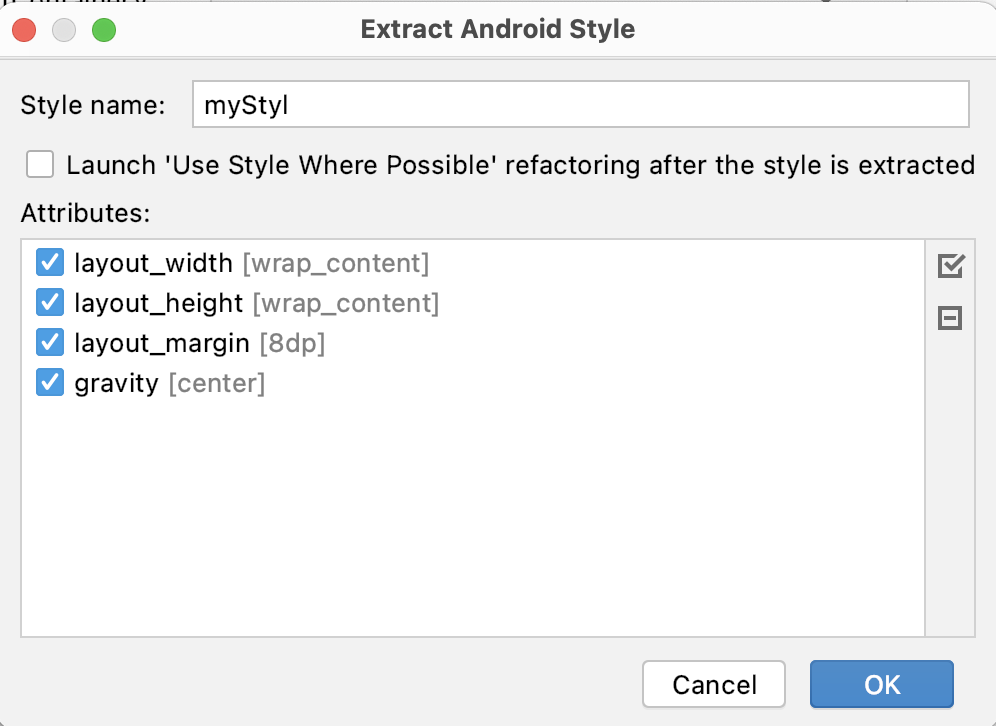 Extract Android Style
Style name: myStyl
Launch 'Use Style Where Possible' refactoring after the style is extracted
Attributes:
layout_width [wrap_content]
layout_height [wrap_content]
layout_margin [8dp]
gravity [center]
Cancel OK